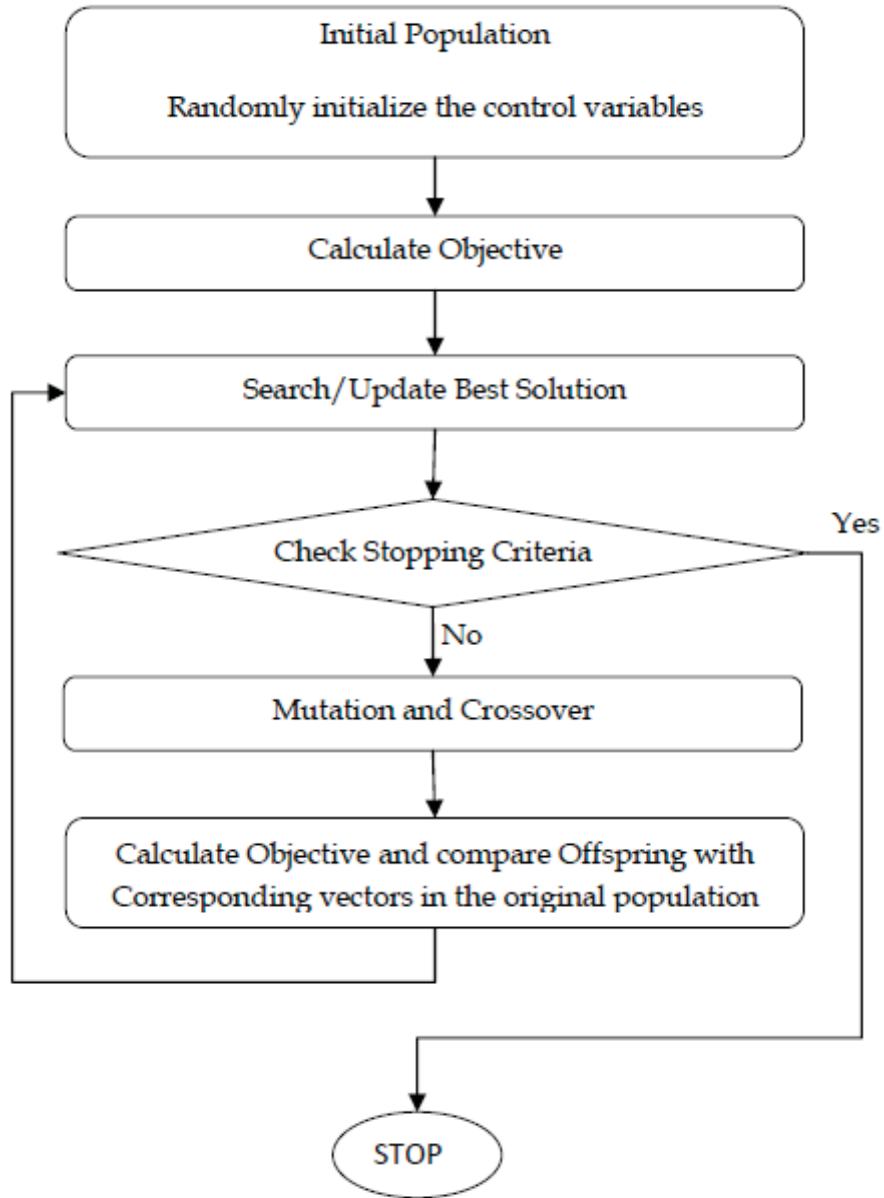 Initial Population
Randomly initialize the control variables
Calculate Objective
Search/Update Best Solution
Yes
Check Stopping Criteria
No
Mutation and Crossover
Calculate Objective and compare Offspring with
Corresponding vectors in the original population
STOP